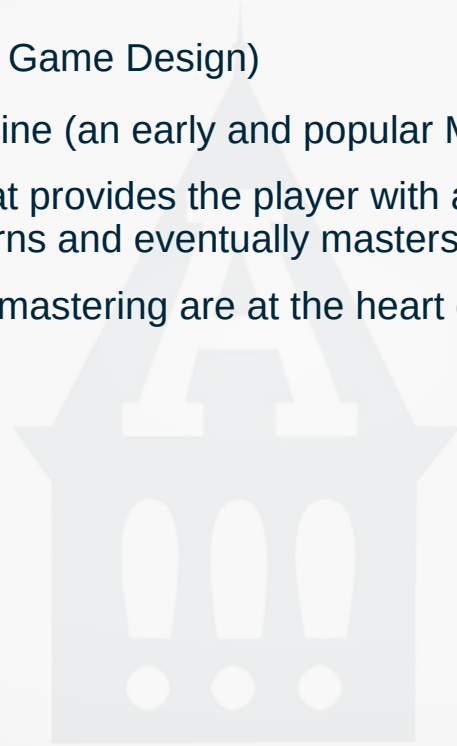 Game Design)
ine (an early and popular M
at provides the player with a
rns and eventually masters
mastering are at the heart